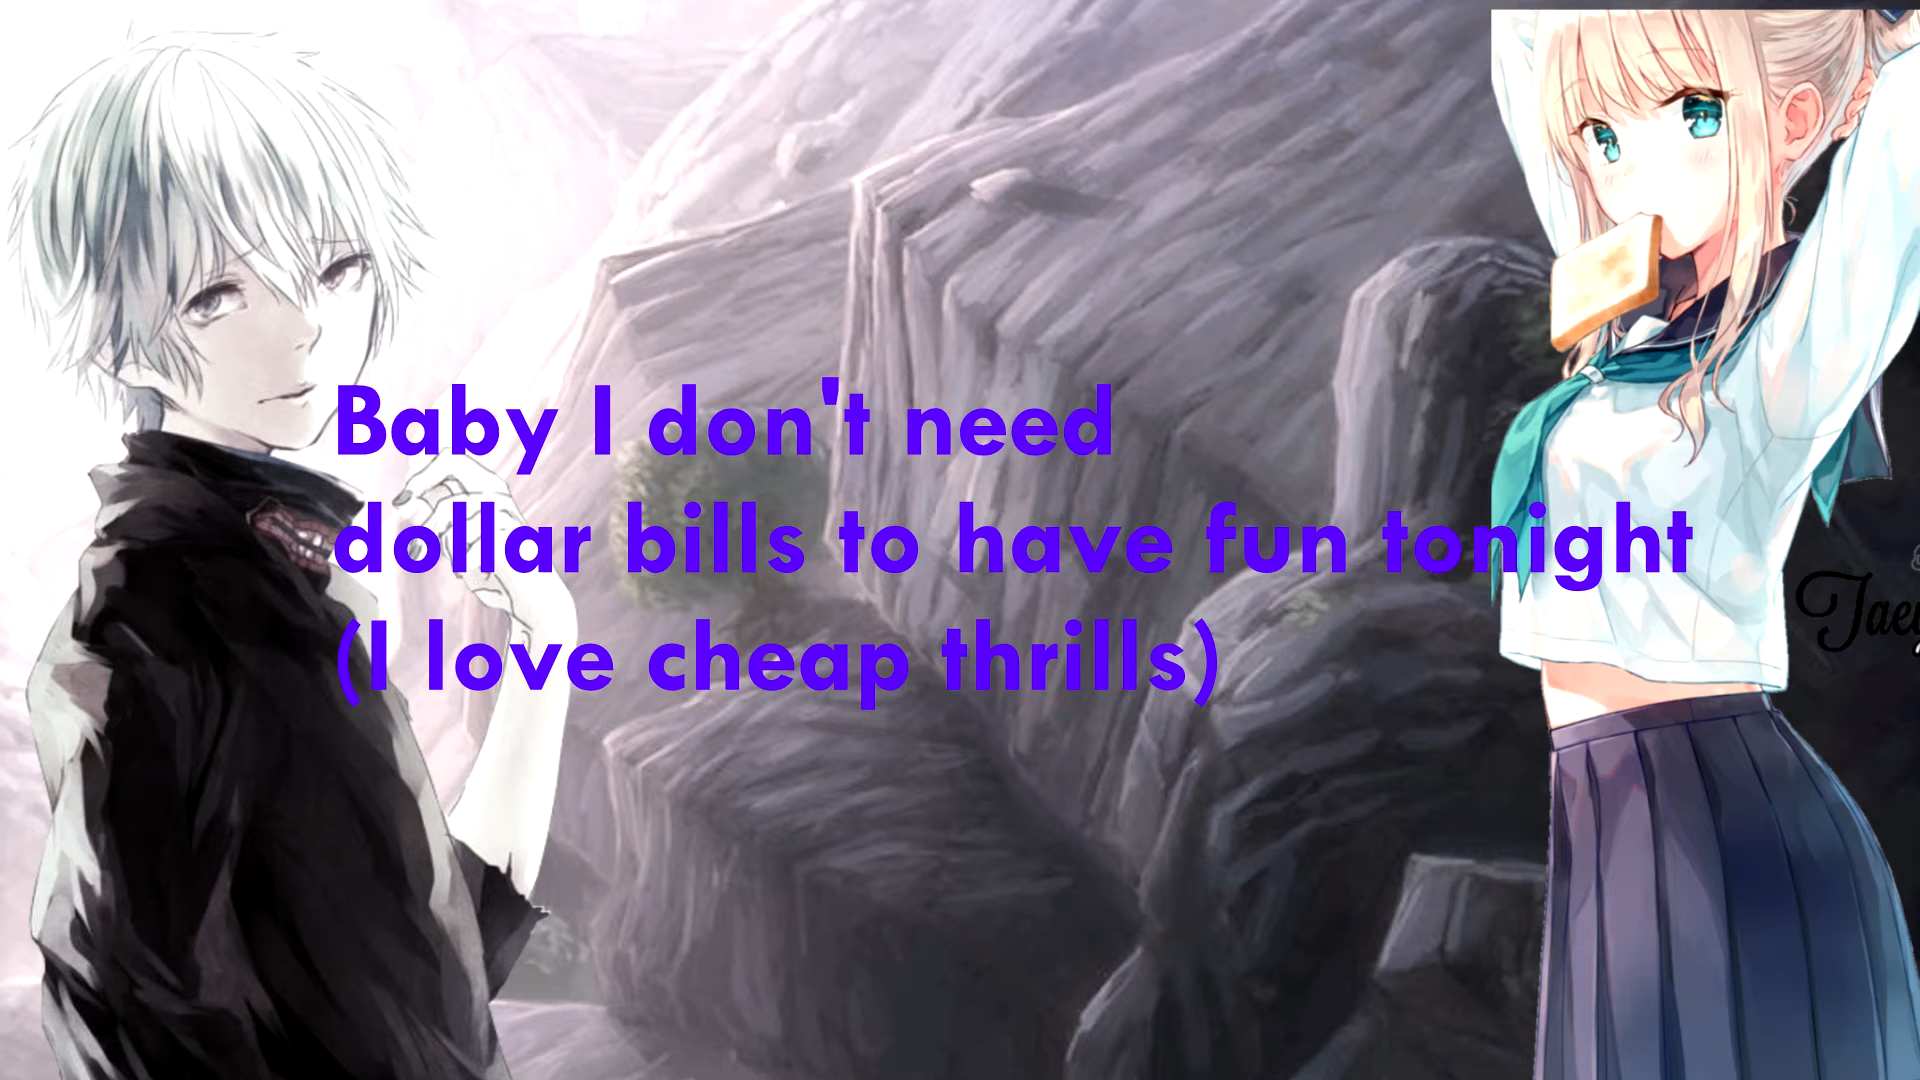 Baby I don't need
dollar bills to have fun tonight
(I love cheap thrills)